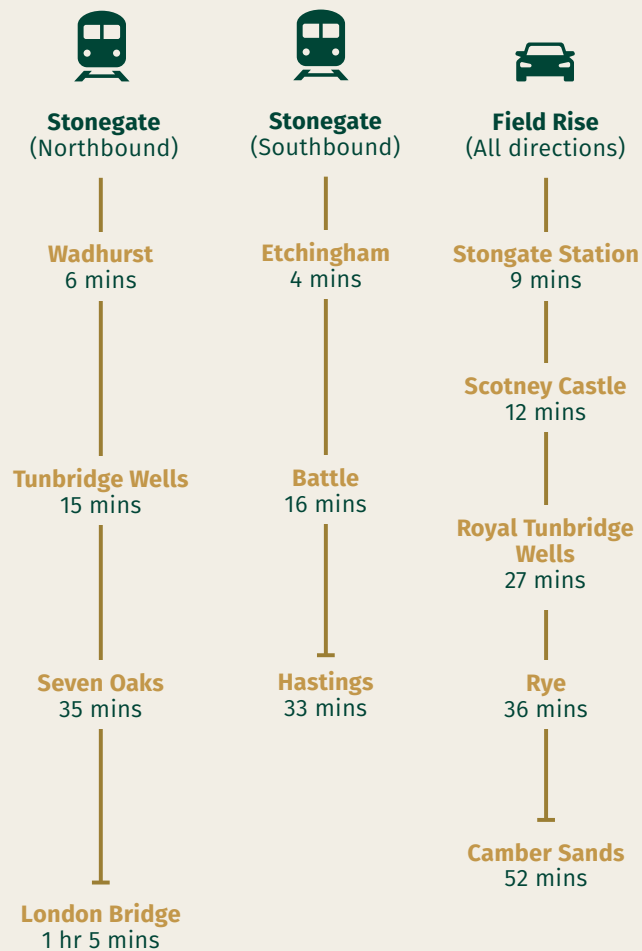 Stonegate
(Northbound)
Wadhurst
6 mins
Tunbridge Wells
15 mins
Seven Oaks
35 mins
London Bridge
1 hr 5 mins
Stonegate
(Southbound)
Etchingham
4 mins
Battle
16 mins
Hastings
33 mins
Field Rise
(All directions)
Stongate Station
9 mins
Scotney Castle
12 mins
Royal Tunbridge
Wells
27 mins
Rye
36 mins
Camber Sands
52 mins